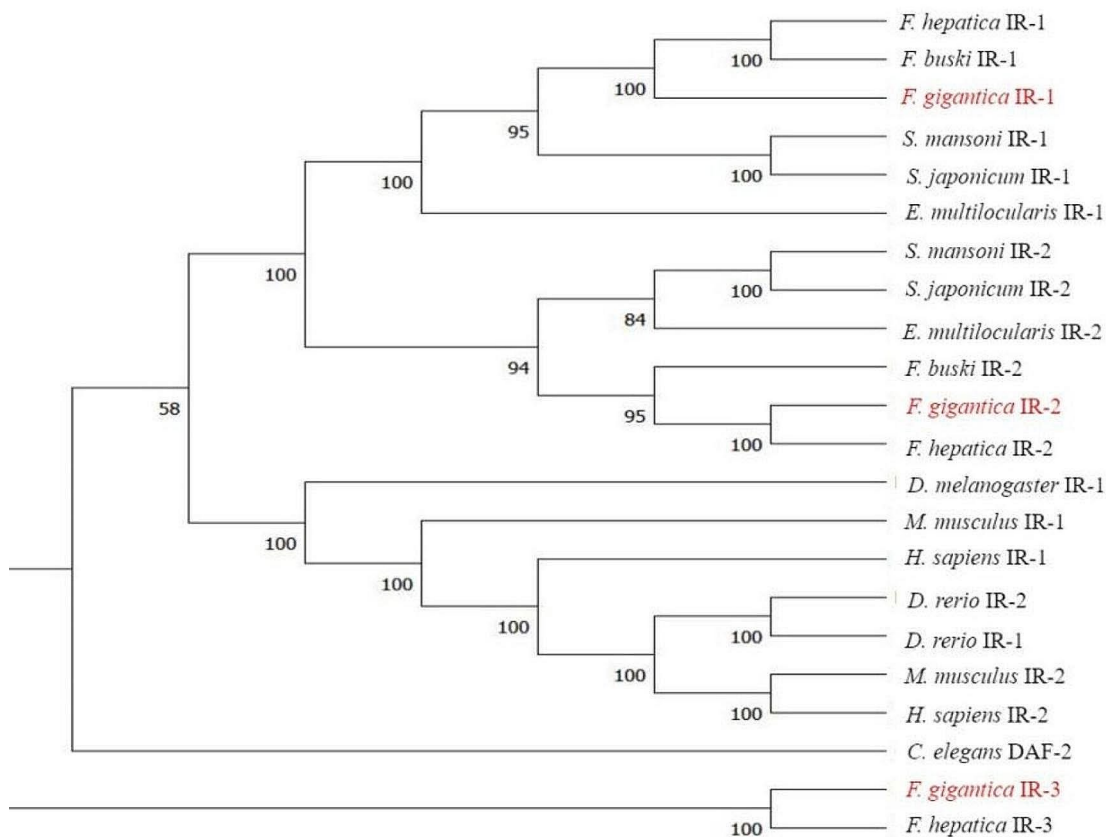 F. hepatica IR-1
F. buski IR-1
100
F. gigantica IR-1
100
S. mansoni IR-1
95
S. japonicum IR-1
100
100
E. multilocularis IR-1
S. mansoni IR-2
100
S. japonicum IR-2
100
84
E. multilocularis IR-2
94
F. buski IR-2
58
F. gigantica IR-2
95
F. hepatica IR-2
100
D. melanogaster IR-1
M. musculus IR-1
100
H. sapiens IR-1
100
D. rerio IR-2
100
D. rerio IR-1
100
M. musculus IR-2
100
H. sapiens IR-2
100
C. elegans DAF-2
F. gigantica IR-3
F. hepatica IR-3
100